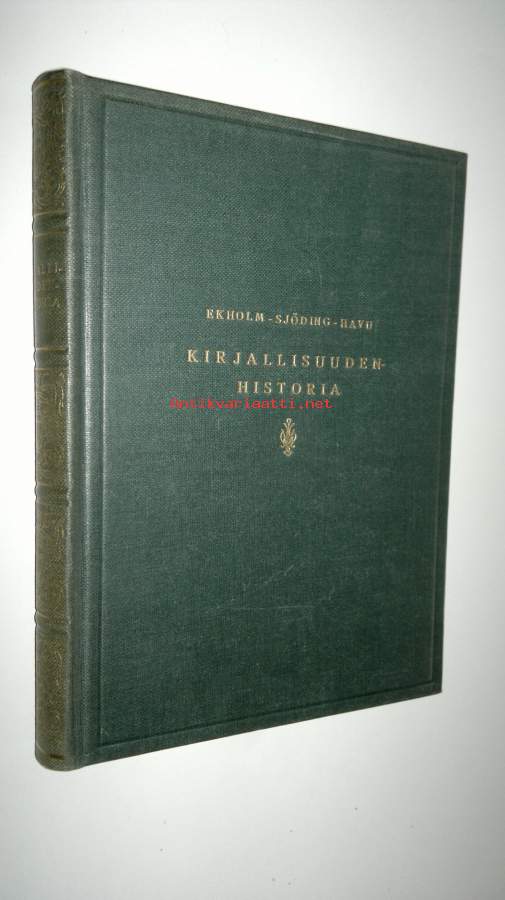 EKHOLM-SJÖDING-HAVU
KIRJALLISUUDEN-
HISTORIA
Antikvariaatti.net